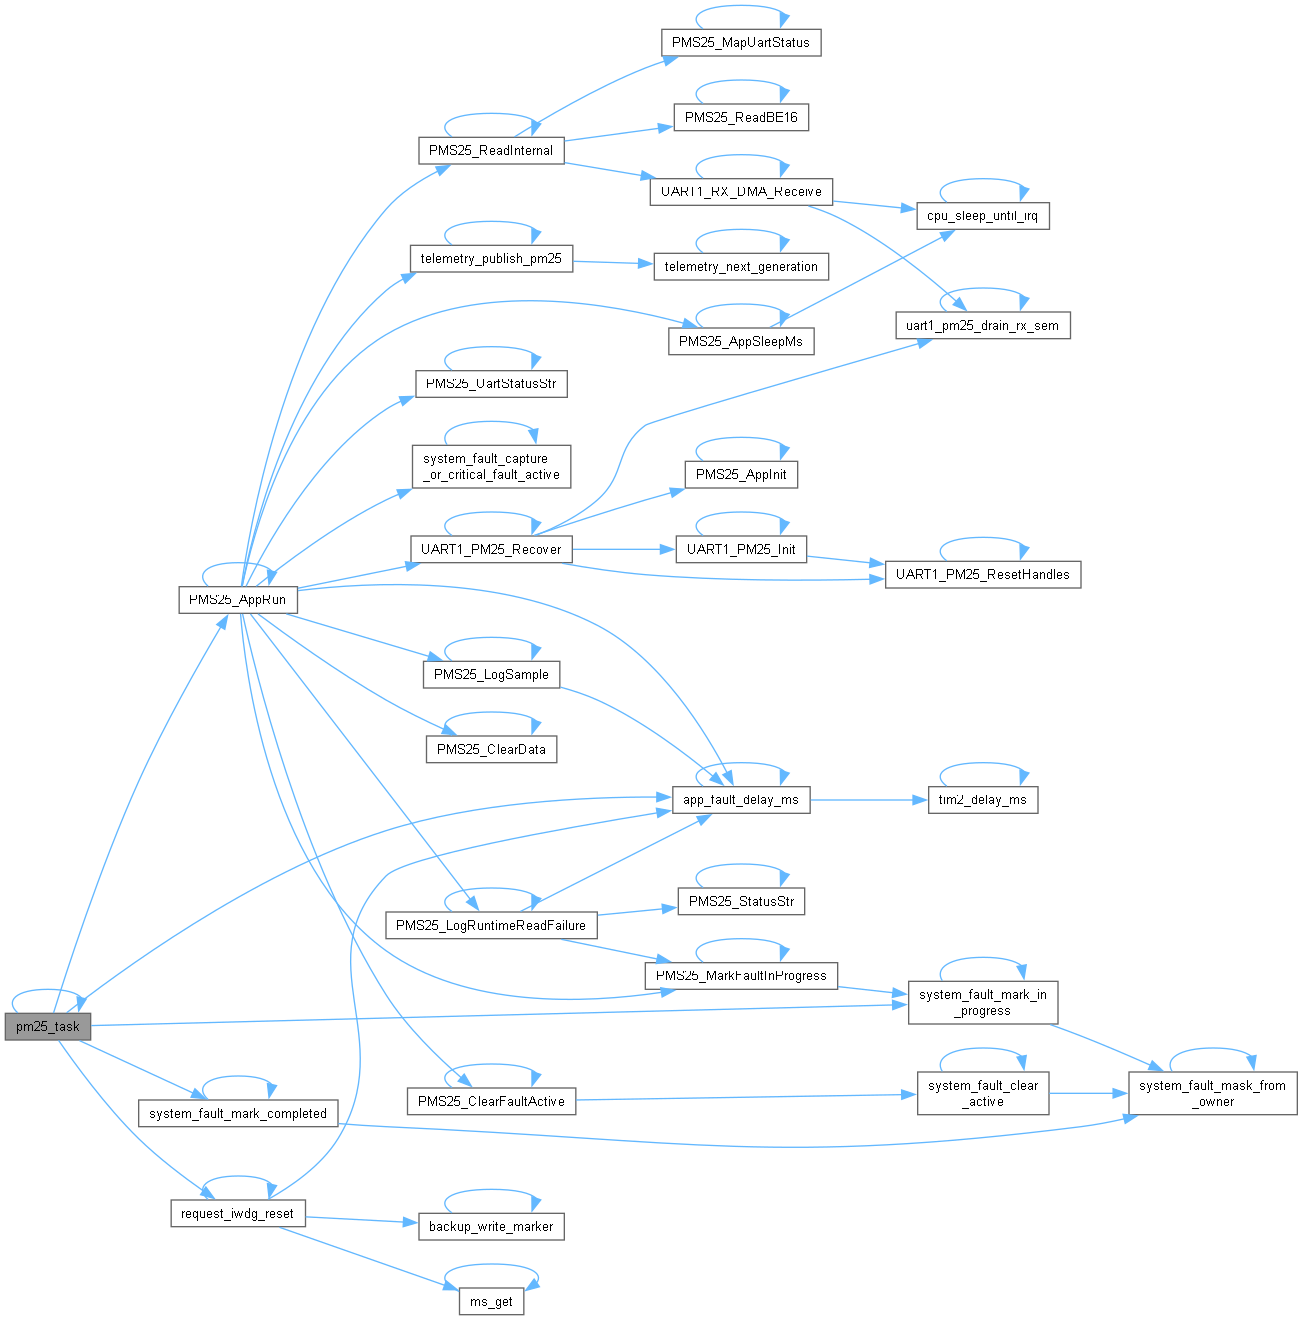 PMS25_MapUartStatus
PMS25_ReadBE16
PMS25_ReadInternal
UART1_RX_DMA_Receive
cpu_sleep_until_irq
telemetry_publish_pm25
telemetry_next_generation
uart1_pm25_drain_rx_sem
PMS25_AppSleepMs
PMS25_UartStatusStr
system_fault_capture
_or_critical_fault_active
PMS25_AppInit
UART1_PM25_Recover
UART1_PM25_Init
UART1_PM25_ResetHandles
PMS25_AppRun
PMS25_LogSample
PMS25_ClearData
app_fault_delay_ms
tim2_delay_ms
PMS25_StatusStr
PMS25_LogRuntimeReadFailure
PMS25_MarkFaultInProgress
system_fault_mark_in
_progress
pm25_task
system_fault_mark_completed
PMS25_ClearFaultActive
system_fault_clear
_active
system_fault_mask_from
_owner
request_iwdg_reset
backup_write_marker
ms_get